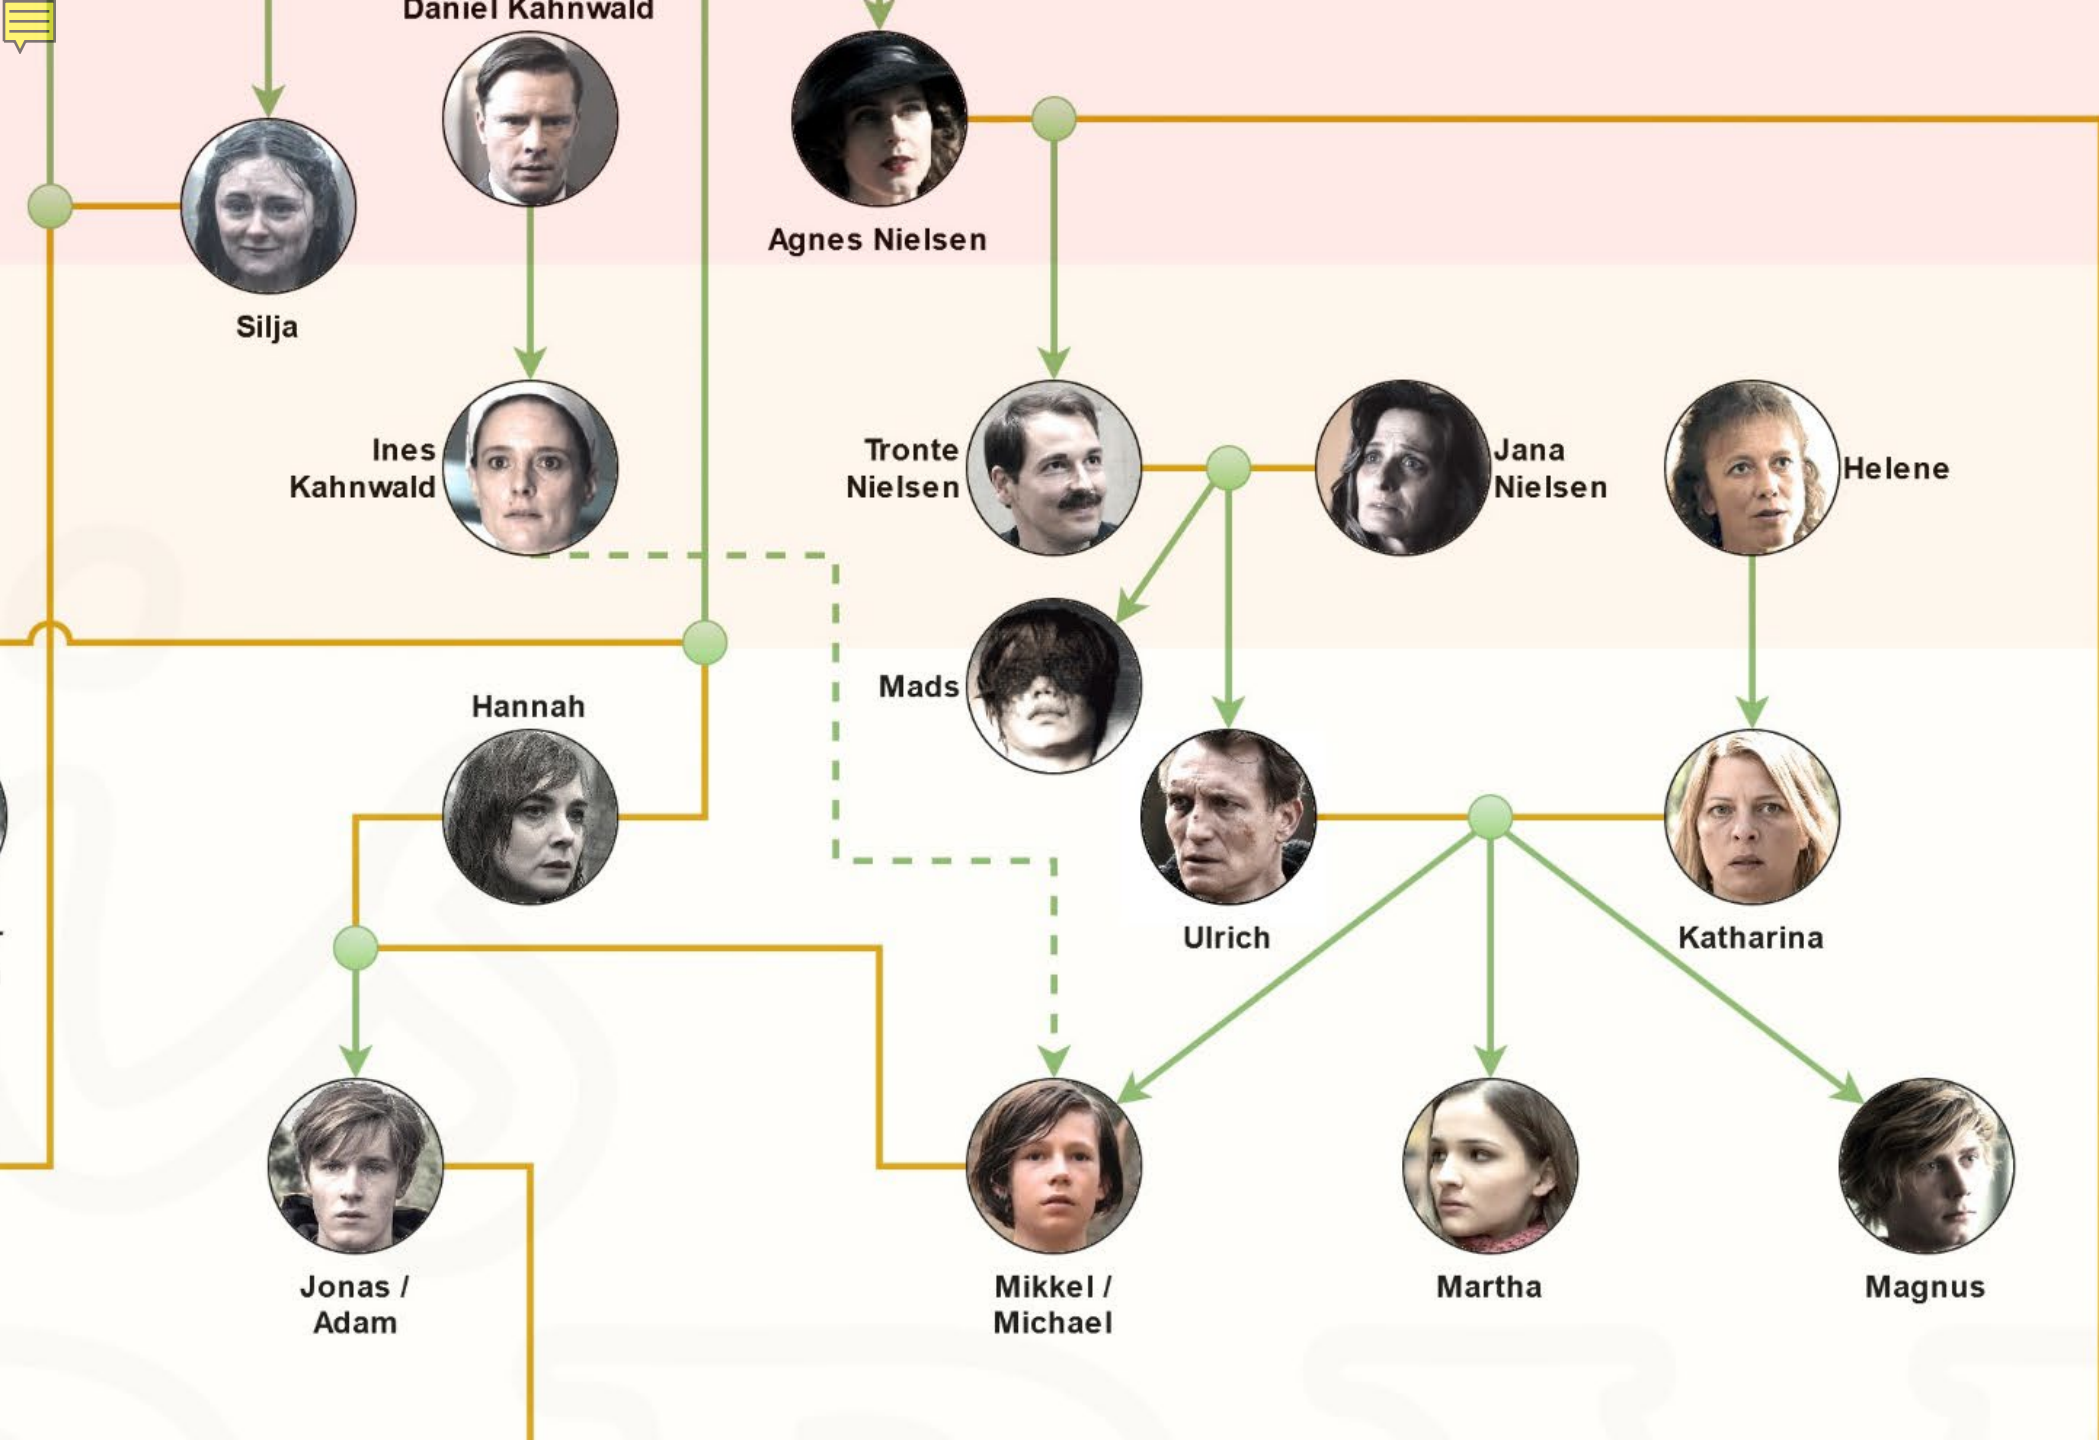 Daniel Kahnwald
Agnes Nielsen
Silja
Ines
Kahnwald
Tronte
Nielsen
Jana
Nielsen
Helene
Mads
Hannah
Ulrich
Katharina
Jonas /
Adam
Mikkel /
Michael
Martha
Magnus